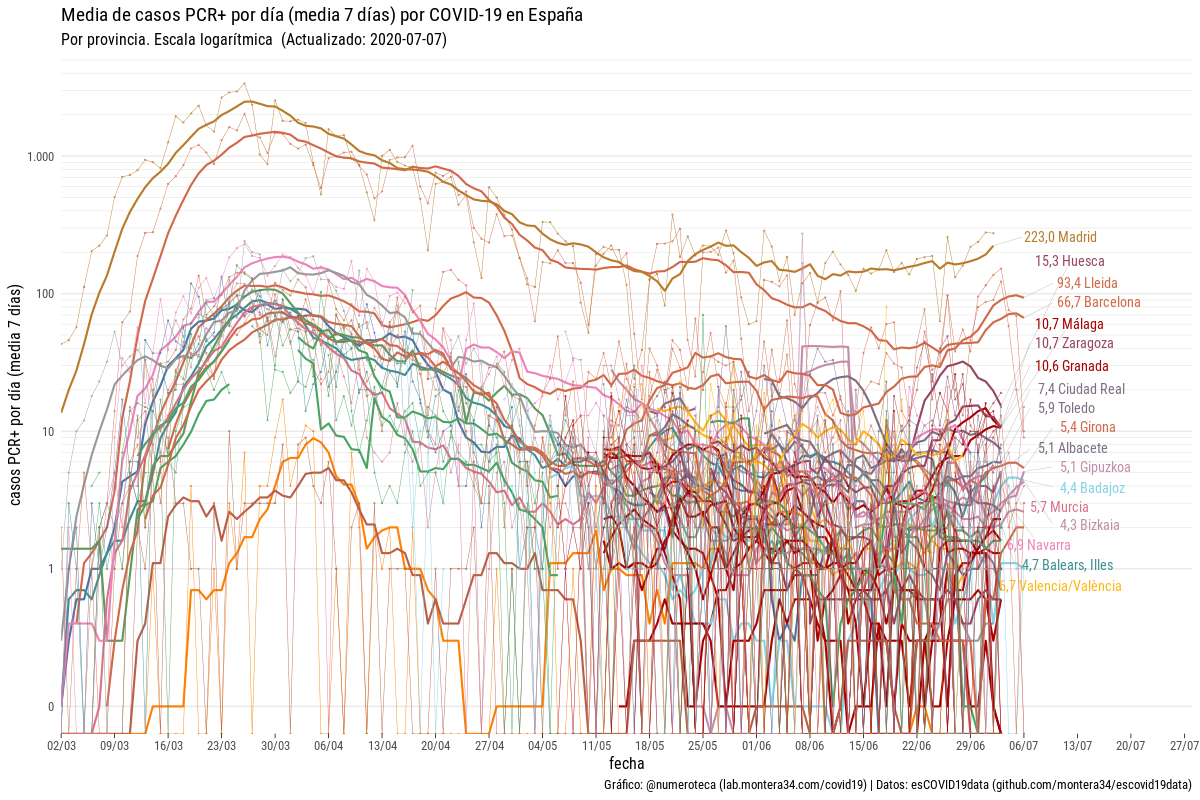 Media de casos PCR+ por día (media 7 días) por COVID-19 en España
Por provincia. Escala logarítmica (Actualizado: 2020-07-07)
casos PCR+ por día (media 7 días)
1.000
100
10
1
0
223,0 Madrid
15,3 Huesca
93,4 Lleida
66,7 Barcelona
10,7 Málaga
10,7 Zaragoza
10,6 Granada
7,4 Ciudad Real
5,9 Toledo
5,4 Girona
5,1 Albacete
5,1 Gipuzkoa
4,4 Badajoz
5,7 Murcia
4,3 Bizkaia
6,9 Navarra
4,7 Balears, Illes
6,7 Valencia/València
02/03 09/03 16/03 23/03 30/03 06/04 13/04 20/04 27/04 04/05 11/05 18/05 25/05 01/06 08/06 15/06 22/06 29/06 06/07 13/07 20/07 27/07
fecha
Gráfico: @numeroteca (lab.montera34.com/covid19) | Datos: esCOVID19data (github.com/montera34/escovid19data)